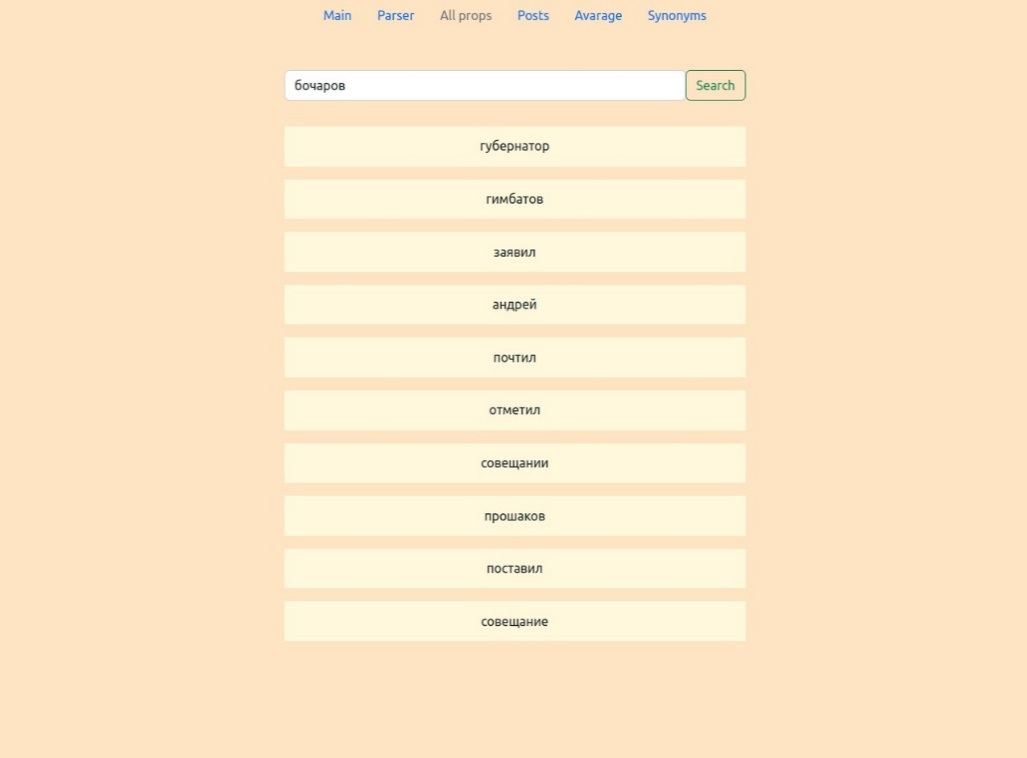 Main Parser All props Posts Avarage Synonyms
бочаров Search
губернатор
гимбатов
заявил
андрей
почтил
отметил
совещании
прошаков
поставил
совещание